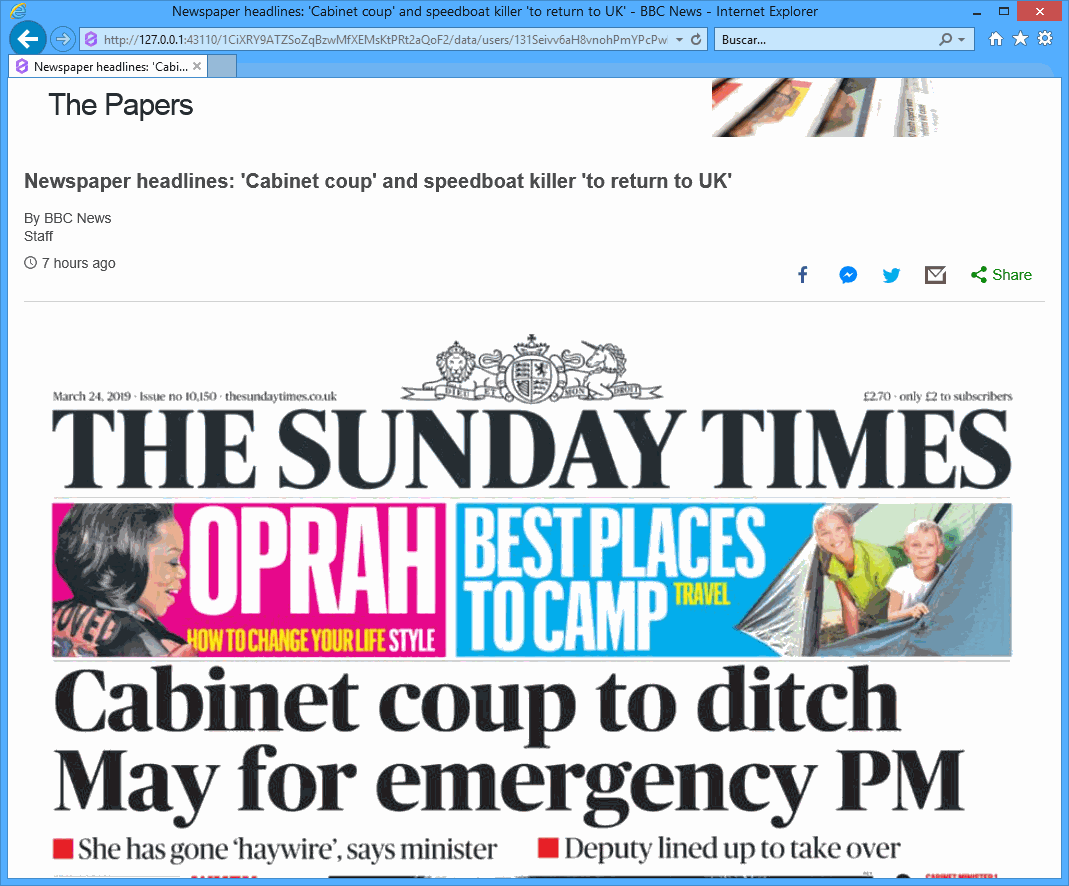 Newspaper headlines: 'Cabinet coup' and speedboat killer 'to return to UK' - BBC News - Internet Explorer
http://127.0.0.1:43110/1CiXRY9ATZSoZqBzwMfXEMsKtPRt2aQoF2/data/users/131Seivv6aH8vnohPmYPcPwl
Buscar...
Newspaper headlines: 'Cabi...
The Papers
Newspaper headlines: 'Cabinet coup' and speedboat killer 'to return to UK'
By BBC News
Staff
7 hours ago
Share
DIEU ET MON DROIT
March 24, 2019 · Issue no 10,150 · thesundaytimes.co.uk
£2.70 · only £2 to subscribers
THE SUNDAY TIMES
OPRAH
HOW TO CHANGE YOUR LIFE STYLE
BEST PLACES
TO CAMP TRAVEL
Cabinet coup to ditch
May for emergency PM
She has gone ‘haywire’, says minister
Deputy lined up to take over